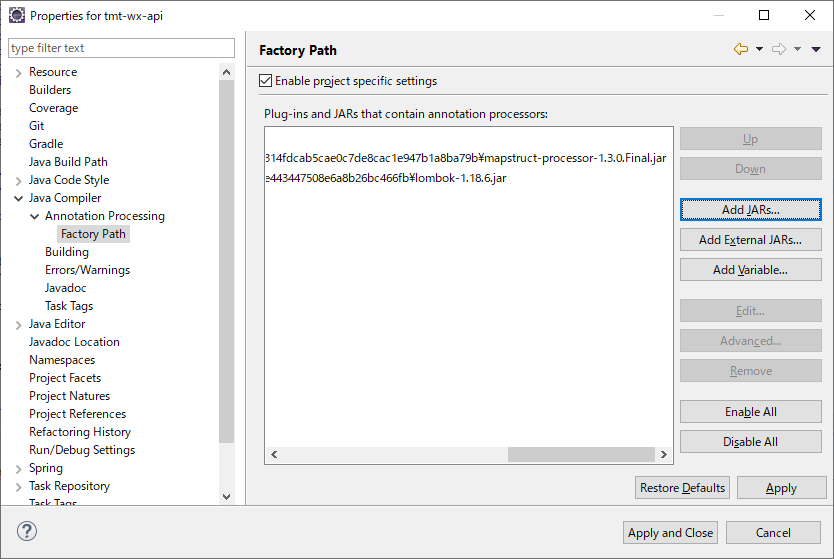 Properties for tmt-wx-api
type filter text
Resource
Builders
Coverage
Git
Gradle
Java Build Path
Java Code Style
Java Compiler
Annotation Processing
Factory Path
Building
Errors/Warnings
Javadoc
Task Tags
Java Editor
Javadoc Location
Namespaces
Project Facets
Project Natures
Project References
Refactoring History
Run/Debug Settings
Spring
Task Repository
Task Tags
Factory Path
Enable project specific settings
Plug-ins and JARs that contain annotation processors:
314fdcab5cae0c7de8cac1e947b1a8ba79b¥mapstruct-processor-1.3.0.Final.jar
e443447508e6a8b26bc466fb¥lombok-1.18.6.jar
Up
Down
Add JARs...
Add External JARs...
Add Variable...
Edit...
Advanced...
Remove
Enable All
Disable All
Restore Defaults
Apply
?
Apply and Close
Cancel